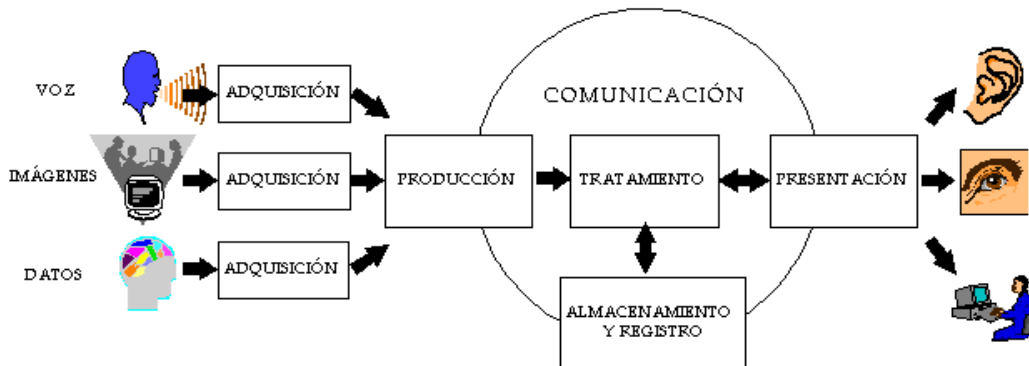 VOZ
ADQUISICIÓN
COMUNICACIÓN
IMÁGENES
ADQUISICIÓN
PRODUCCIÓN
TRATAMIENTO
PRESENTACIÓN
DATOS
ADQUISICIÓN
ALMACENAMIENTO
Y REGISTRO